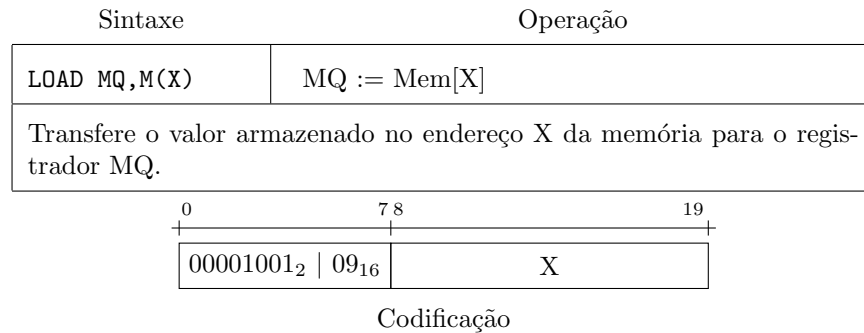 Sintaxe Operação
LOAD MQ,M(X) MQ := Mem[X]
Transfere o valor armazenado no endereço X da memória para o regis-
trador MQ.
0 7 8 19
00001001₂ | 09₁₆ X
Codificação